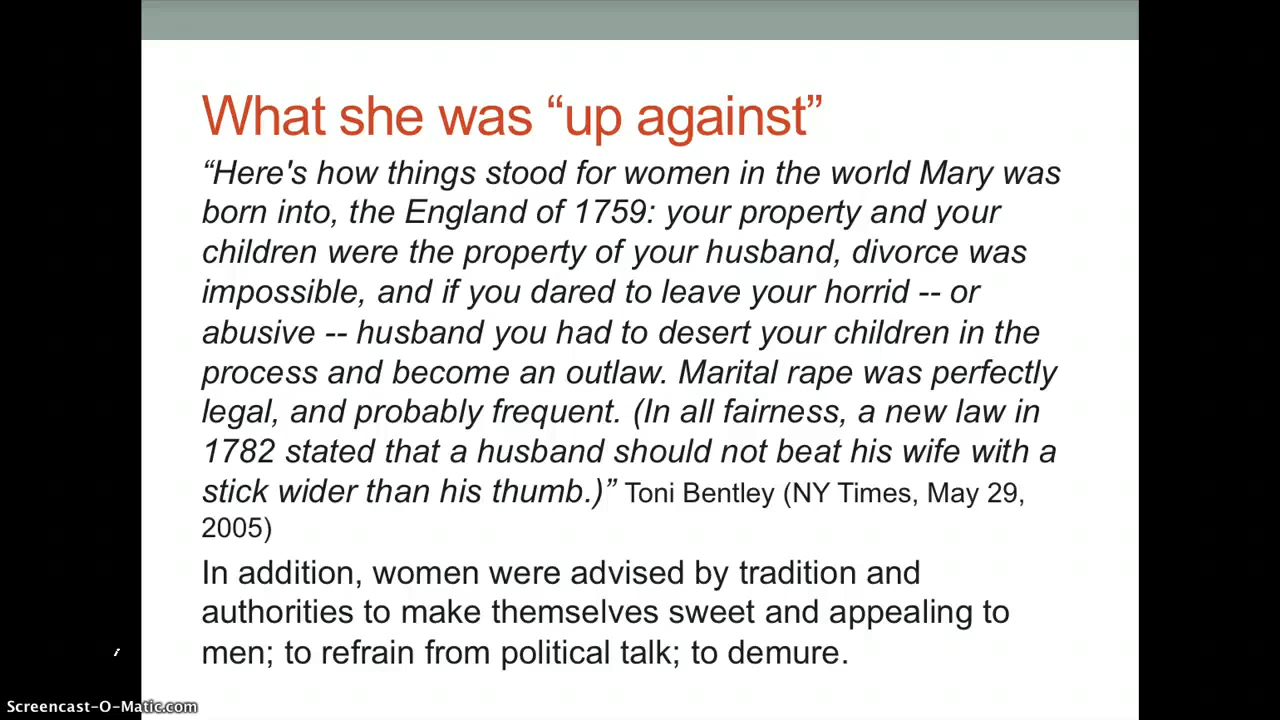 What she was “up against”
“Here's how things stood for women in the world Mary was
born into, the England of 1759: your property and your
children were the property of your husband, divorce was
impossible, and if you dared to leave your horrid -- or
abusive -- husband you had to desert your children in the
process and become an outlaw. Marital rape was perfectly
legal, and probably frequent. (In all fairness, a new law in
1782 stated that a husband should not beat his wife with a
stick wider than his thumb.)” Toni Bentley (NY Times, May 29,
2005)
In addition, women were advised by tradition and
authorities to make themselves sweet and appealing to
men; to refrain from political talk; to demure.
Screencast-O-Matic.com